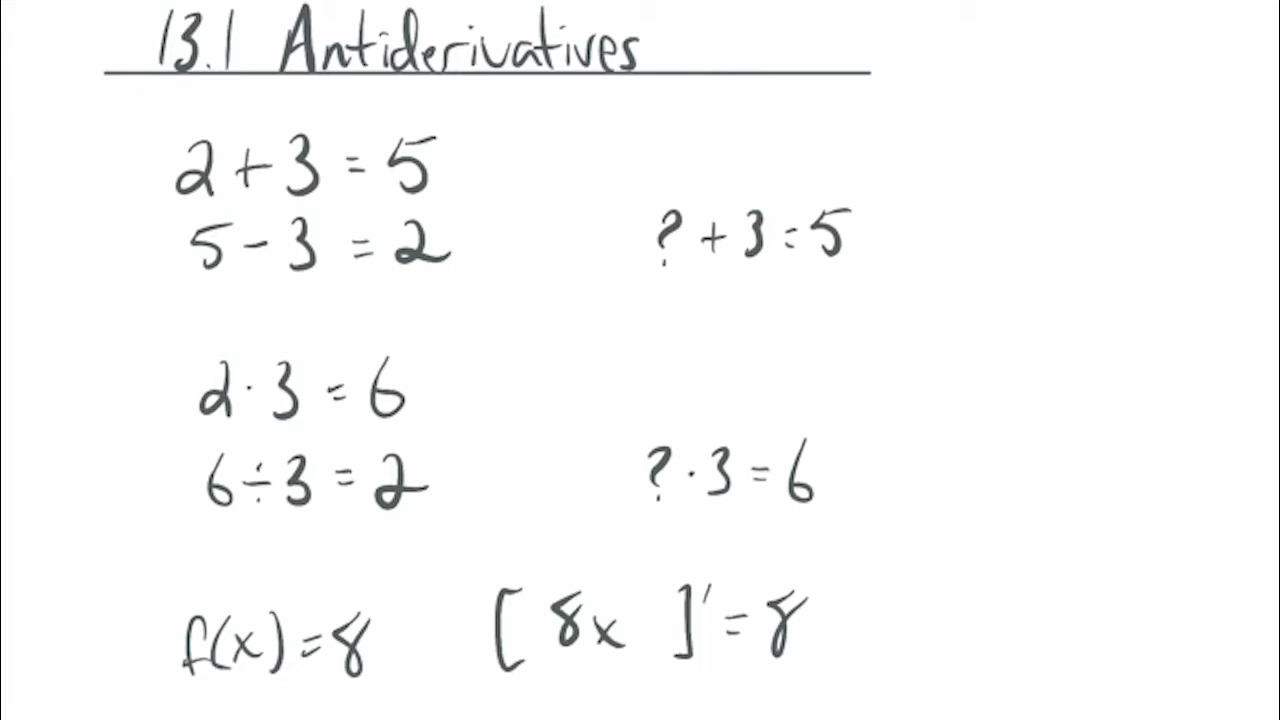 13.1 Antiderivatives
2 + 3 = 5
5 - 3 = 2 ? + 3 = 5
2 · 3 = 6
6 ÷ 3 = 2 ? · 3 = 6
f(x) = 8 [ 8x ]' = 8